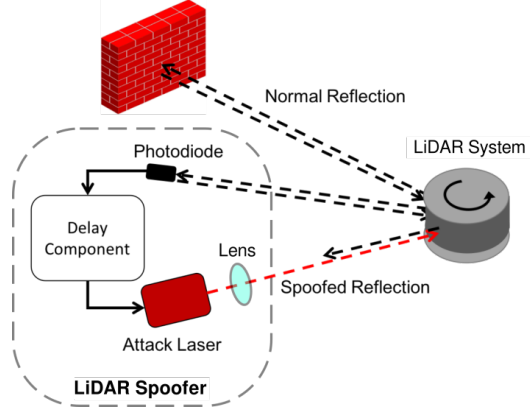 Normal Reflection
LiDAR System
Photodiode
Delay
Component
Lens
Spoofed Reflection
Attack Laser
LiDAR Spoofer